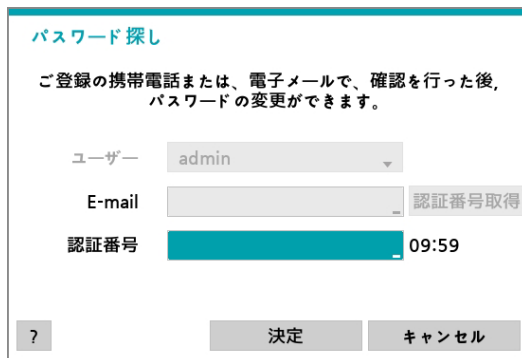 パスワード探し
ご登録の携帯電話または、電子メールで、確認を行った後,
パスワードの変更ができます。
ユーザー admin
E-mail 認証番号取得
認証番号 09:59
? 決定 キャンセル